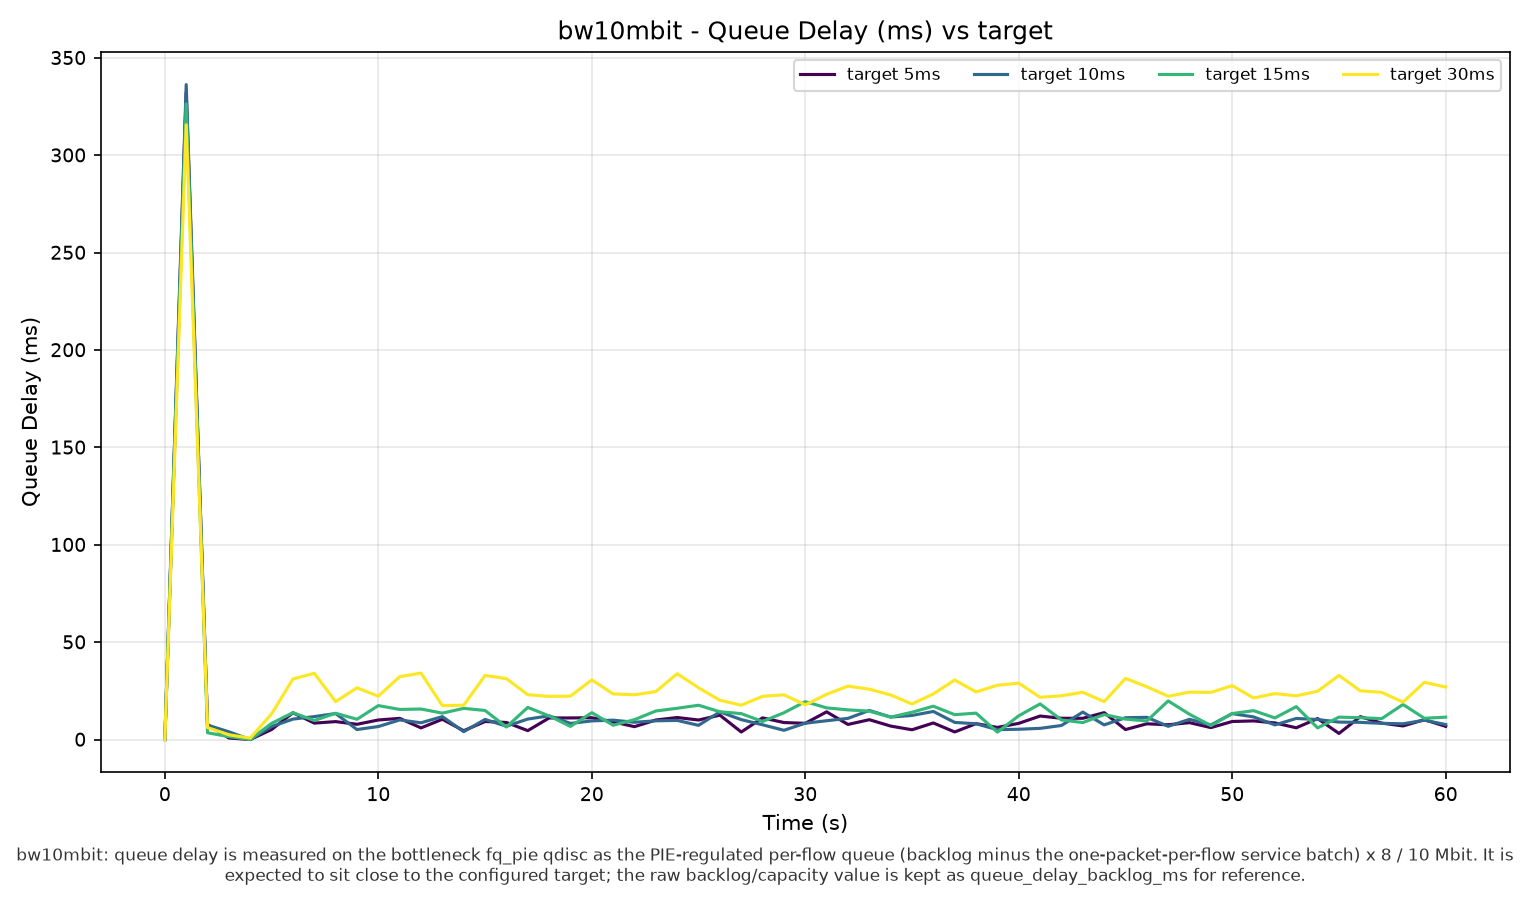 bw10mbit - Queue Delay (ms) vs target
target 5ms
target 10ms
target 15ms
target 30ms
Queue Delay (ms)
350
300
250
200
150
100
50
0
0
10
20
30
40
50
60
Time (s)
bw10mbit: queue delay is measured on the bottleneck fq_pie qdisc as the PIE-regulated per-flow queue (backlog minus the one-packet-per-flow service batch) x 8 / 10 Mbit. It is
expected to sit close to the configured target; the raw backlog/capacity value is kept as queue_delay_backlog_ms for reference.